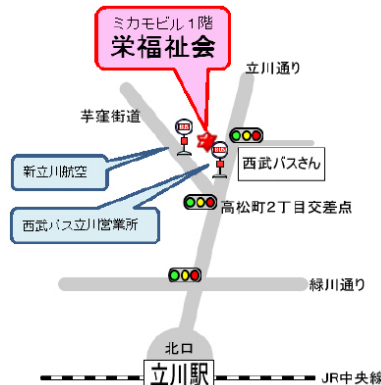 ミカモビル1階
栄福祉会
立川通り
芋窪街道
BUS
BUS
新立川航空
西武バスさん
西武バス立川営業所
高松町2丁目交差点
緑川通り
北口
立川駅
JR中央線